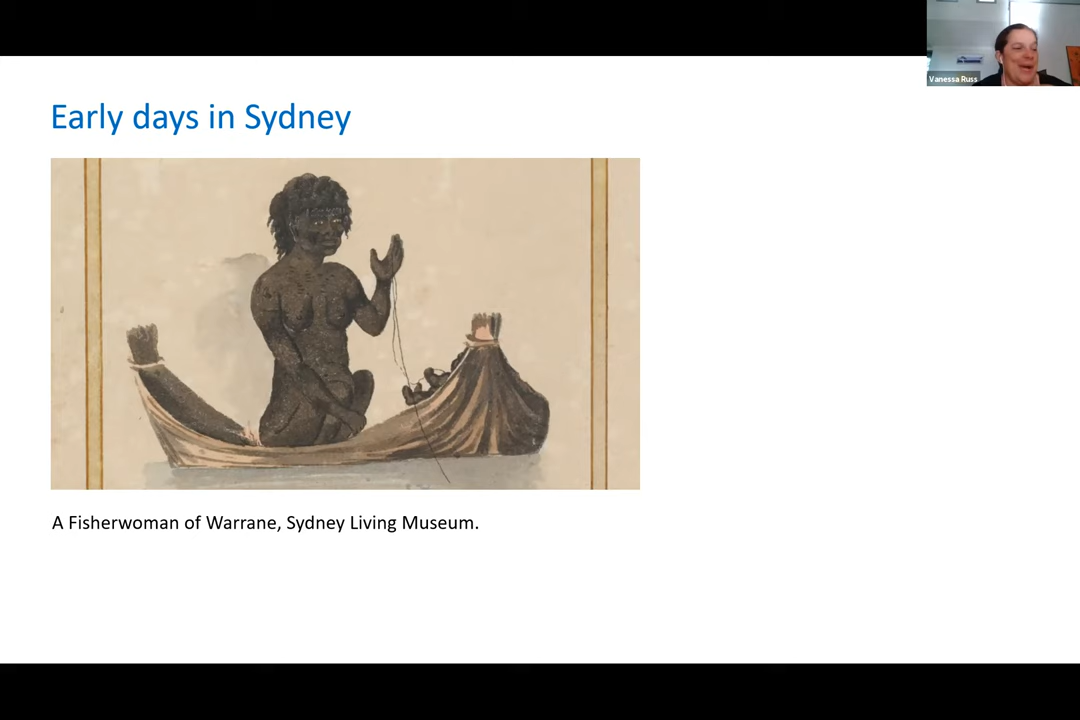 Vanessa Russ
Early days in Sydney
A Fisherwoman of Warrane, Sydney Living Museum.